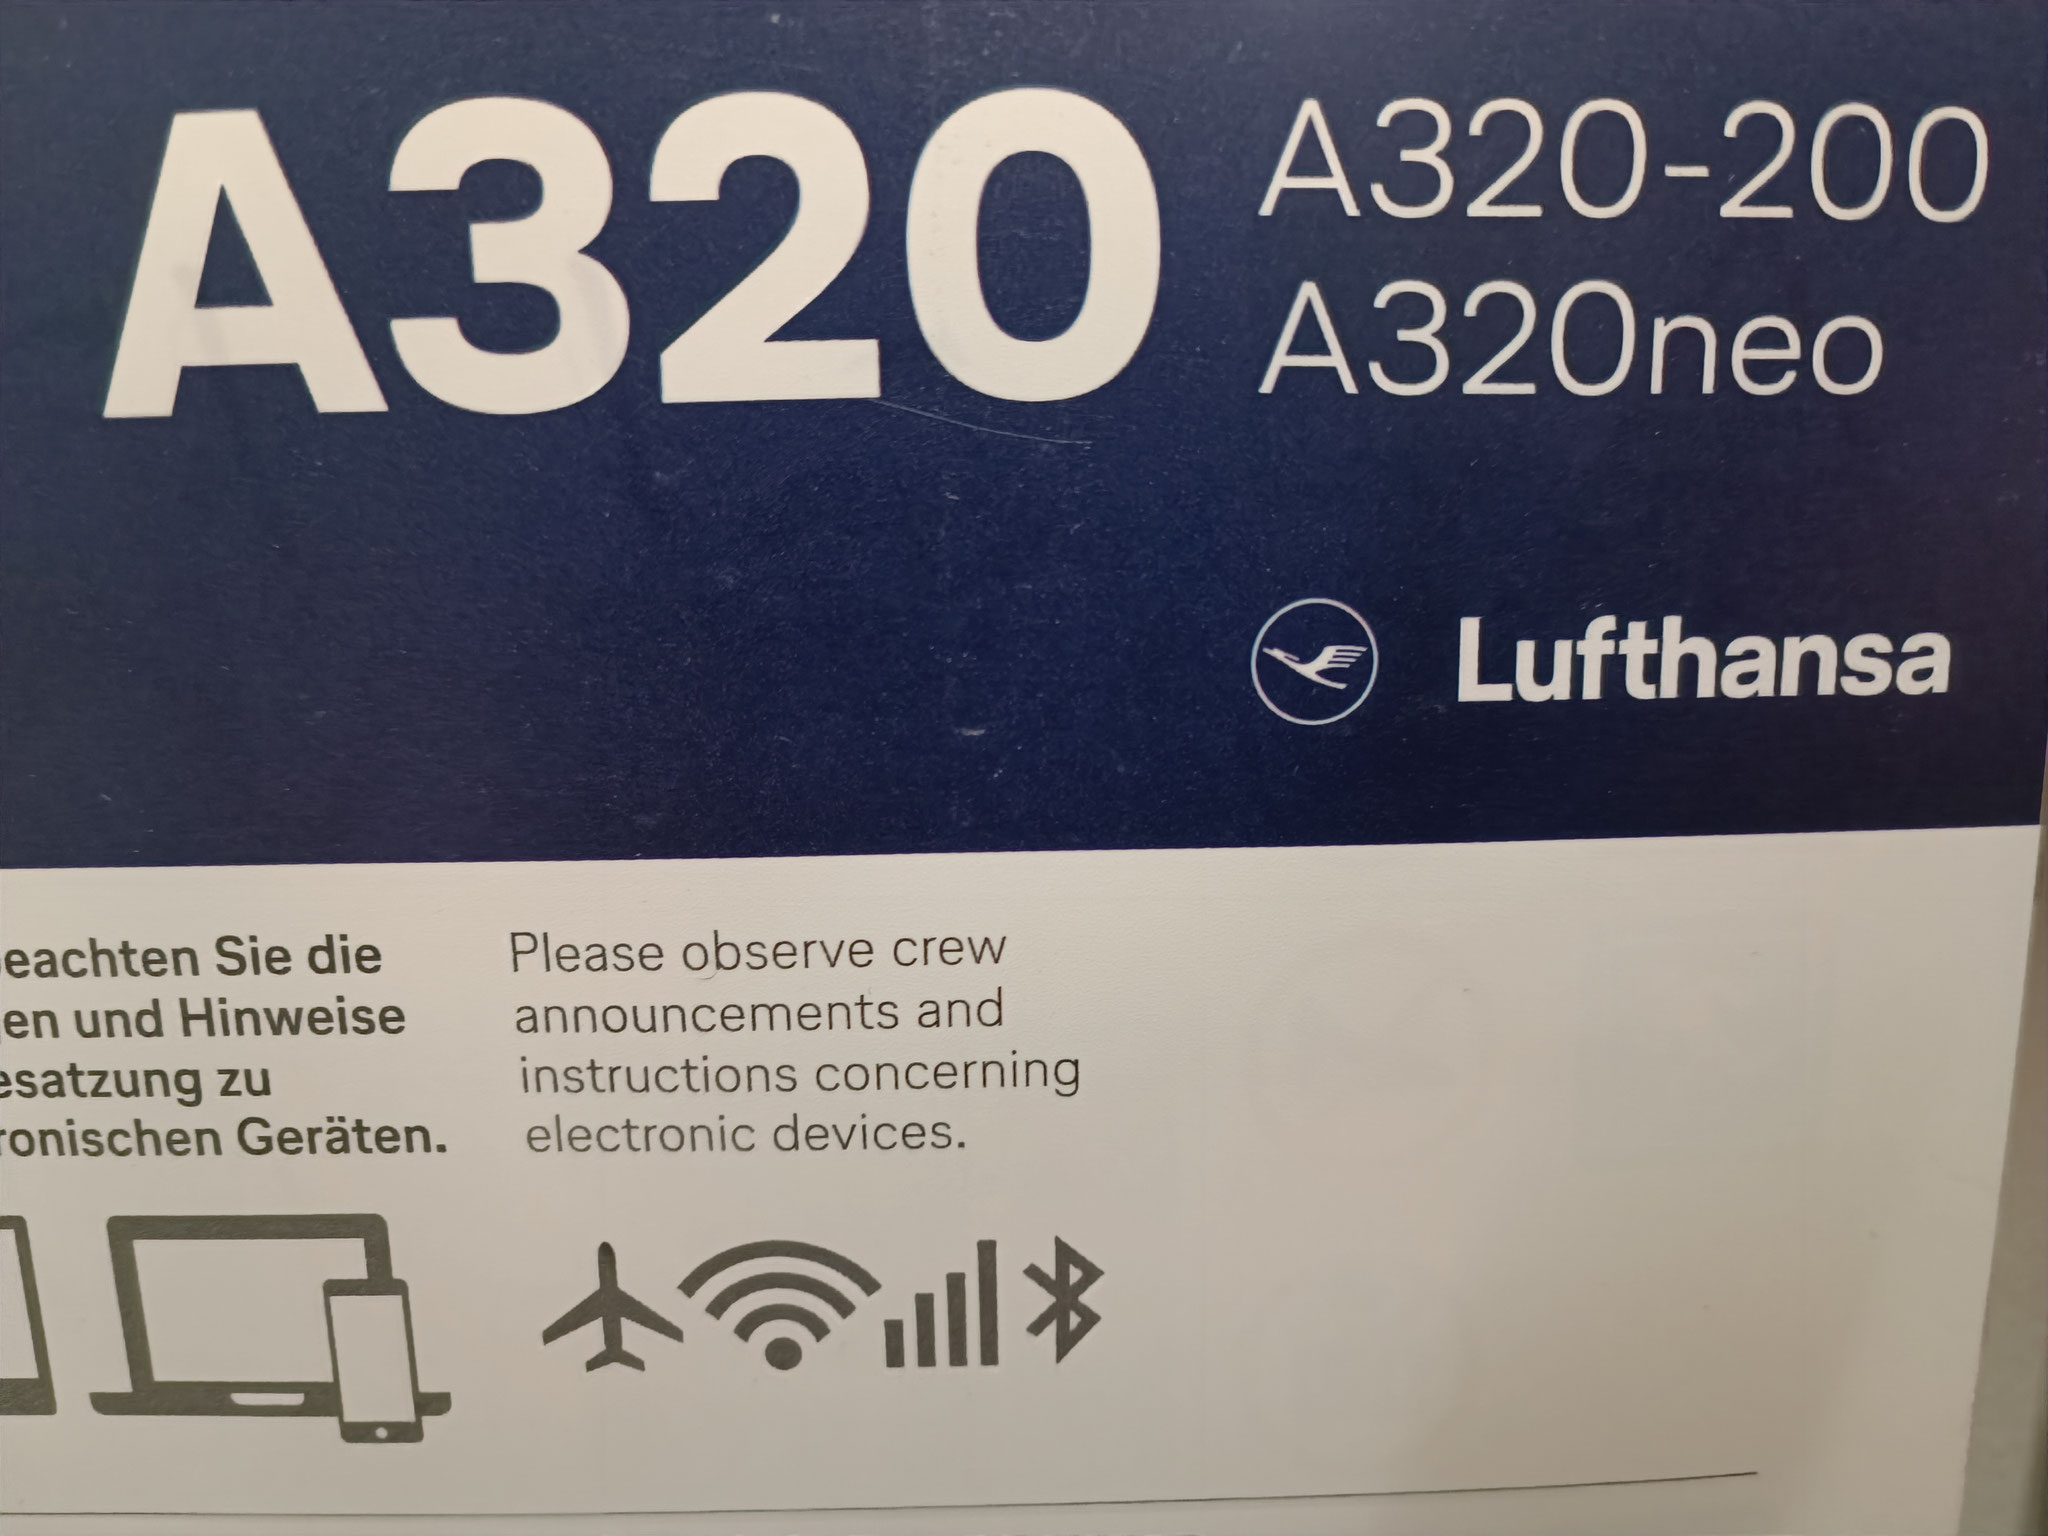 A320
A320-200
A320neo
Lufthansa
eachten Sie die
en und Hinweise
esatzung zu
ronischen Geräten.
Please observe crew
announcements and
instructions concerning
electronic devices.